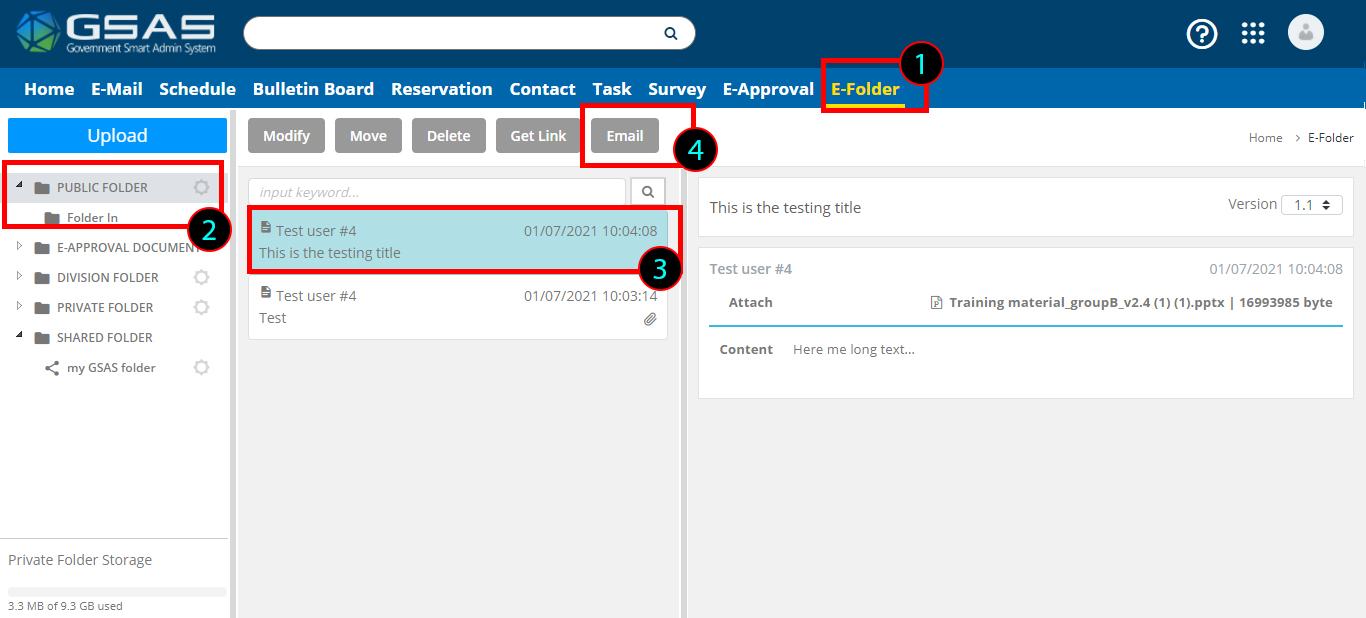 GSAS
Government Smart Admin System
Home E-Mail Schedule Bulletin Board Reservation Contact Task Survey E-Approval E-Folder
1
Upload
Modify Move Delete Get Link Email
4
Home > E-Folder
PUBLIC FOLDER
Folder In
2
E-APPROVAL DOCUMENT
DIVISION FOLDER
PRIVATE FOLDER
SHARED FOLDER
my GSAS folder
Private Folder Storage
3.3 MB of 9.3 GB used
input keyword...
Test user #4 01/07/2021 10:04:08
This is the testing title
3
Test user #4 01/07/2021 10:03:14
Test
This is the testing title
Version 1.1
Test user #4 01/07/2021 10:04:08
Attach Training material_groupB_v2.4 (1) (1).pptx | 16993985 byte
Content Here me long text...